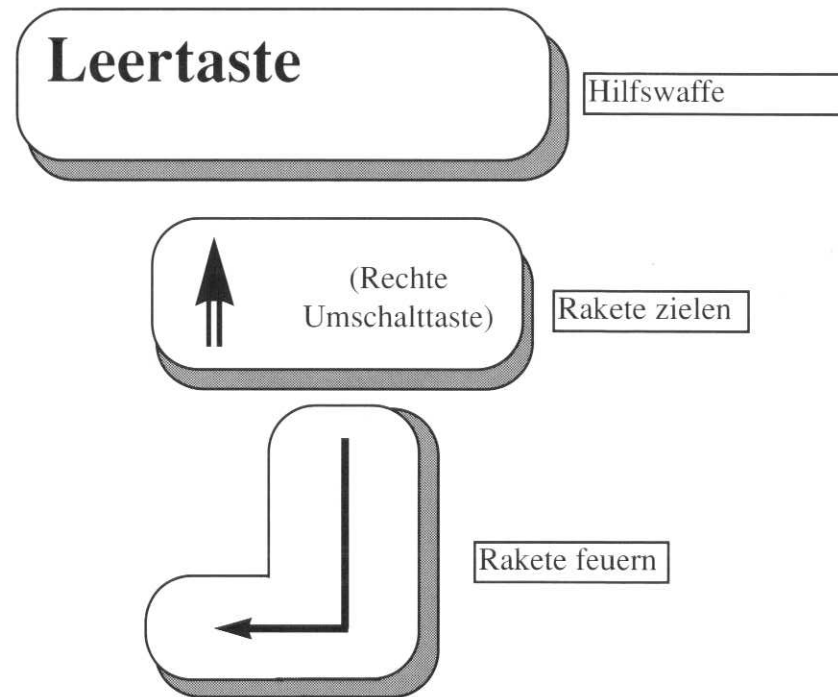 Leertaste
Hilfswaffe
(Rechte
Umschalttaste)
Rakete zielen
Rakete feuern